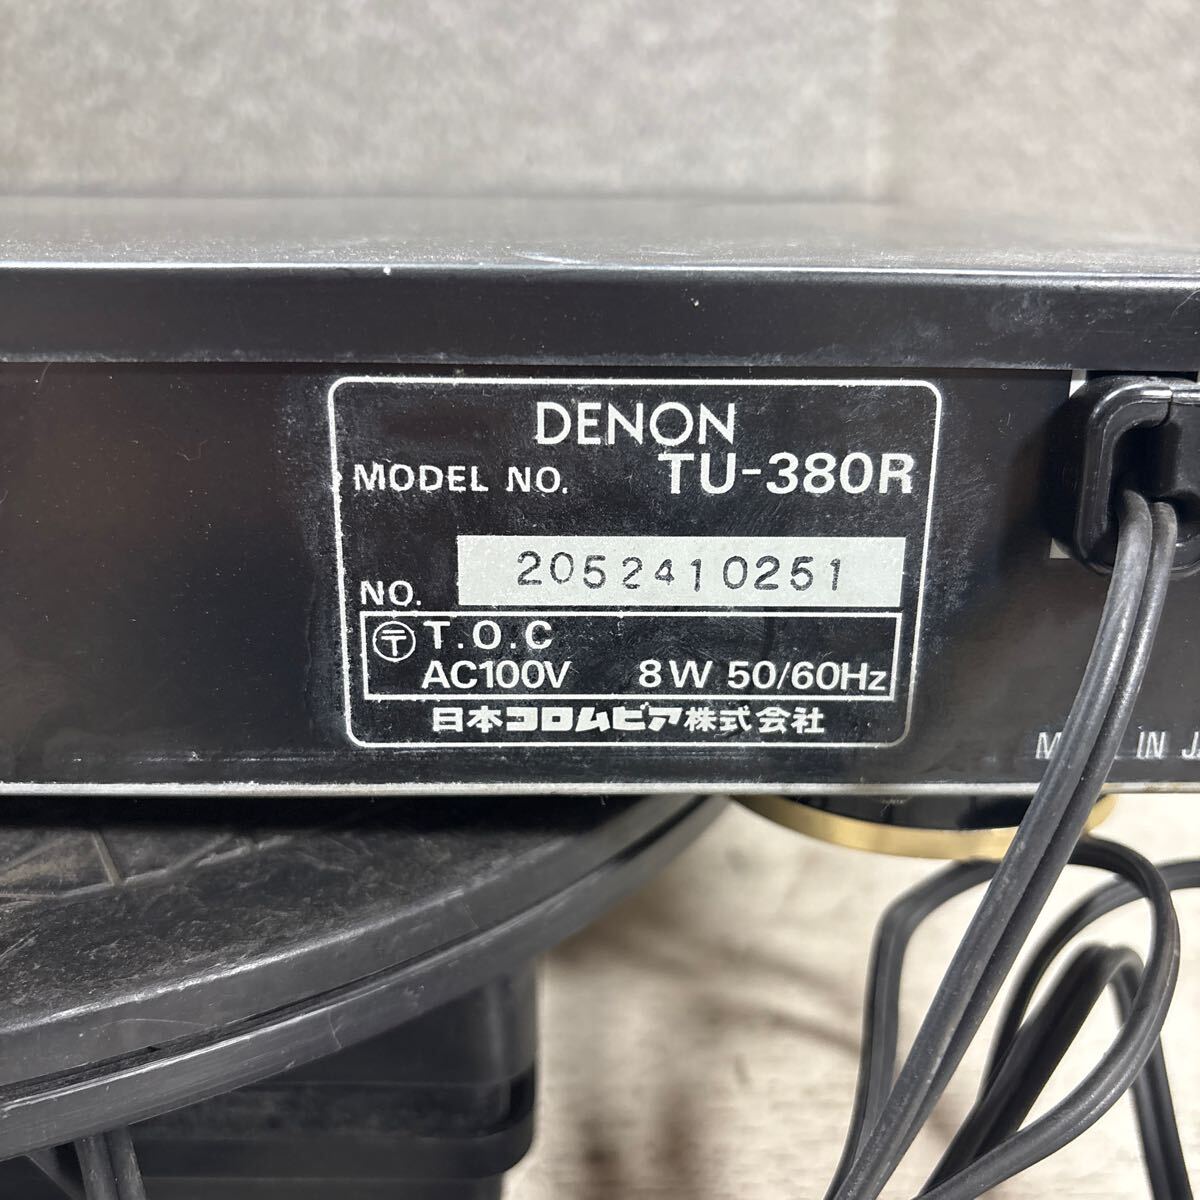 DENON
MODEL NO. TU-380R
NO. 2052410251
〒 T.O.C
AC100V 8W 50/60Hz
日本コロムビア株式会社
IN